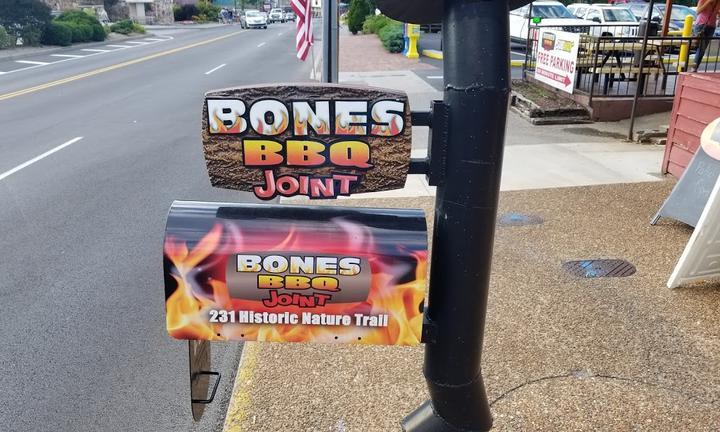 BONES
BBQ
JOINT
BONES
BBQ
JOINT
231 Historic Nature Trail
FREE PARKING